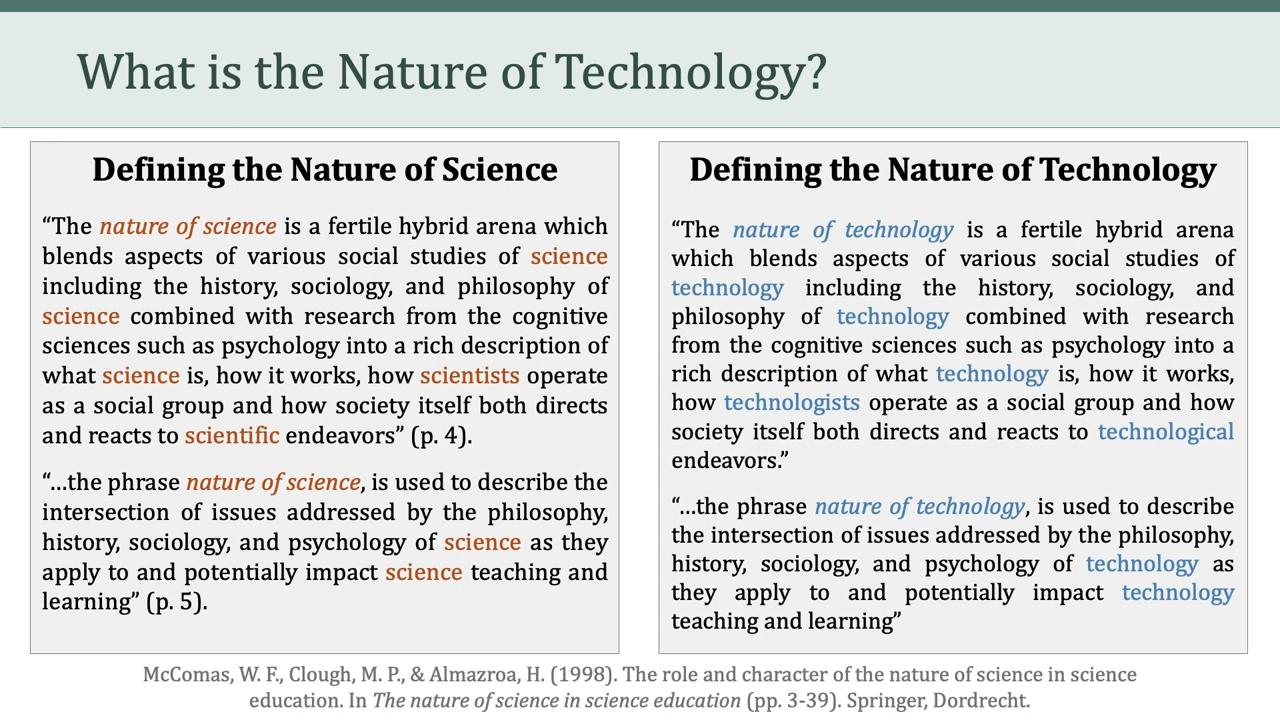 What is the Nature of Technology?
Defining the Nature of Science
“The nature of science is a fertile hybrid arena which
blends aspects of various social studies of science
including the history, sociology, and philosophy of
science combined with research from the cognitive
sciences such as psychology into a rich description of
what science is, how it works, how scientists operate
as a social group and how society itself both directs
and reacts to scientific endeavors” (p. 4).
“…the phrase nature of science, is used to describe the
intersection of issues addressed by the philosophy,
history, sociology, and psychology of science as they
apply to and potentially impact science teaching and
learning” (p. 5).
Defining the Nature of Technology
“The nature of technology is a fertile hybrid arena
which blends aspects of various social studies of
technology including the history, sociology, and
philosophy of technology combined with research
from the cognitive sciences such as psychology into a
rich description of what technology is, how it works,
how technologists operate as a social group and how
society itself both directs and reacts to technological
endeavors.”
“…the phrase nature of technology, is used to describe
the intersection of issues addressed by the philosophy,
history, sociology, and psychology of technology as
they apply to and potentially impact technology
teaching and learning”
McComas, W. F., Clough, M. P., & Almazroa, H. (1998). The role and character of the nature of science in science
education. In The nature of science in science education (pp. 3-39). Springer, Dordrecht.